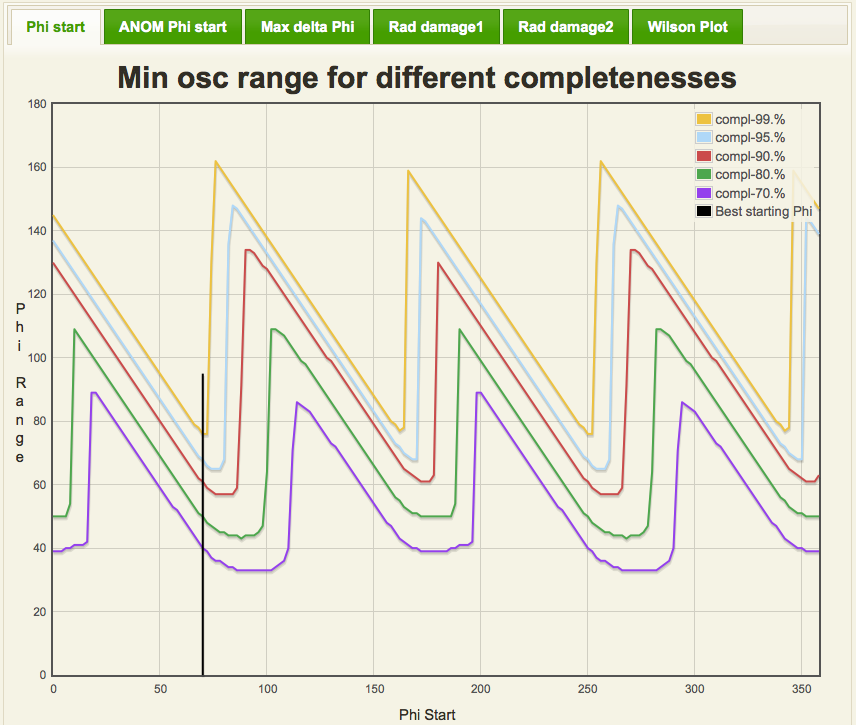 Phi start
ANOM Phi start
Max delta Phi
Rad damage1
Rad damage2
Wilson Plot
Min osc range for different completenesses
180
160
140
120
100
80
60
40
20
0
Phi Range
compl-99.%
compl-95.%
compl-90.%
compl-80.%
compl-70.%
Best starting Phi
0 50 100 150 200 250 300 350
Phi Start